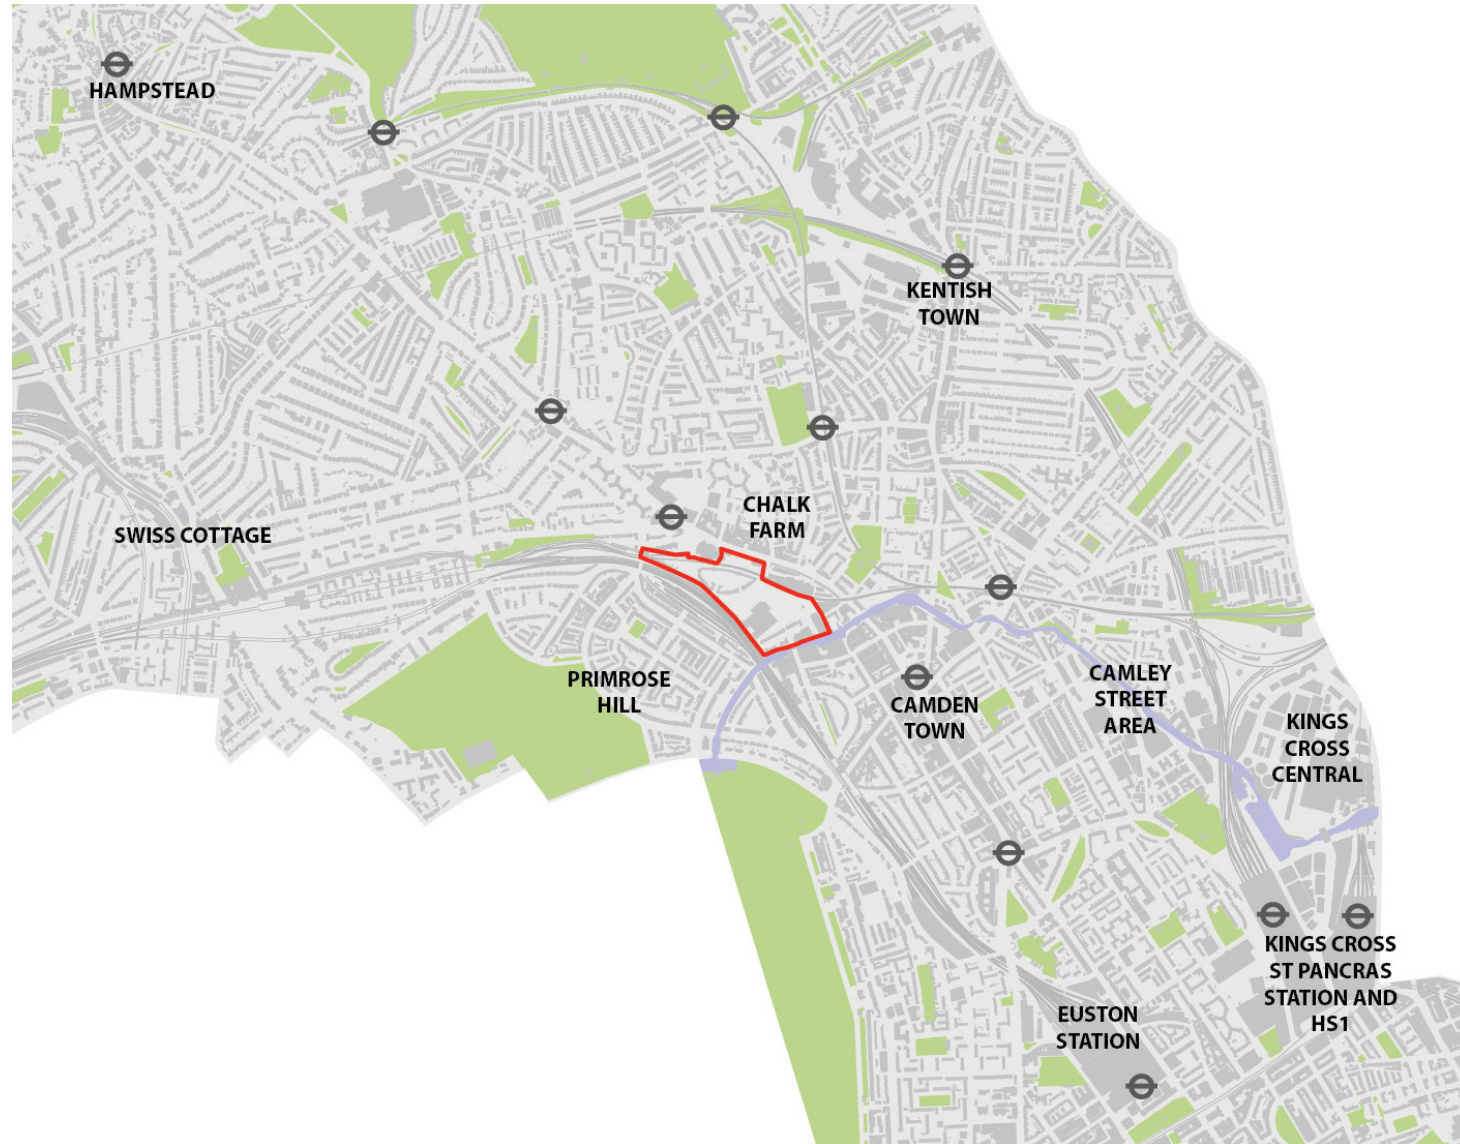 HAMPSTEAD
KENTISH
TOWN
CHALK
FARM
SWISS COTTAGE
PRIMROSE
HILL
CAMLEY
STREET
AREA
CAMDEN
TOWN
KINGS
CROSS
CENTRAL
KINGS CROSS
ST PANCRAS
STATION AND
HS1
EUSTON
STATION